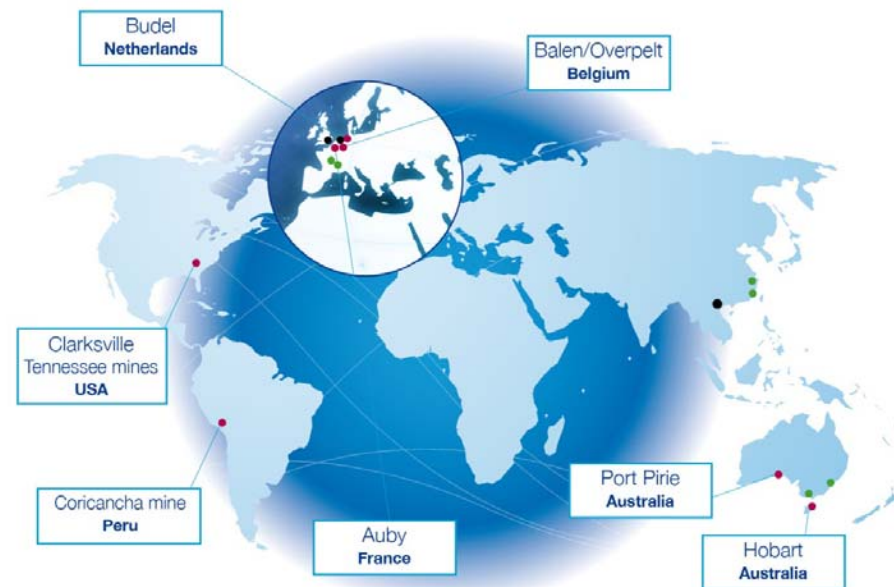 Budel
Netherlands
Balen/Overpelt
Belgium
Clarksville
Tennessee mines
USA
Coricancha mine
Peru
Auby
France
Port Pirie
Australia
Hobart
Australia